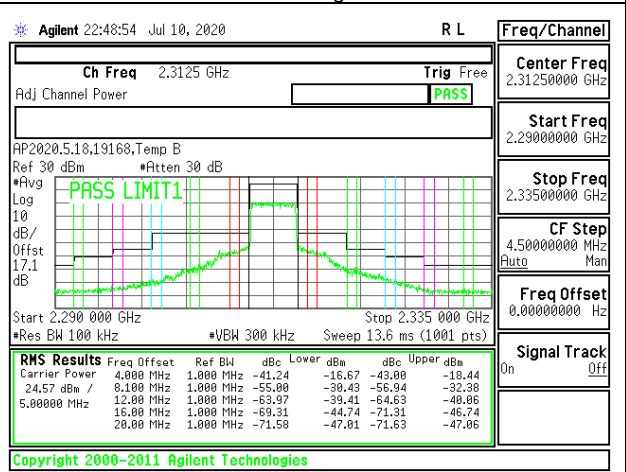 Agilent 22:48:54 Jul 10, 2020 R L Freq/Channel
Ch Freq 2.3125 GHz Trig Free
Adj Channel Power PASS
Center Freq
2.31250000 GHz
Start Freq
2.29000000 GHz
Stop Freq
2.33500000 GHz
CF Step
4.50000000 MHz
Auto Man
Freq Offset
0.00000000 Hz
Signal Track
On Off
AP2020.5.18,19168,Temp B
Ref 30 dBm #Atten 30 dB
#Avg
Log
10
dB/
Offst
17.1
dB
PASS LIMIT1
Start 2.290 000 GHz Stop 2.335 000 GHz
#Res BW 100 kHz #VBW 300 kHz Sweep 13.6 ms (1001 pts)
RMS Results Freq Offset Ref BW dBc Lower dBm dBc Upper dBm
Carrier Power 4.000 MHz 1.000 MHz -41.24 -16.67 -43.00 -18.44
24.57 dBm / 8.100 MHz 1.000 MHz -55.00 -30.43 -56.94 -32.38
5.00000 MHz 12.00 MHz 1.000 MHz -63.97 -39.41 -64.63 -40.06
16.00 MHz 1.000 MHz -69.31 -44.74 -71.31 -46.74
20.00 MHz 1.000 MHz -71.58 -47.01 -71.63 -47.06
Copyright 2000-2011 Agilent Technologies